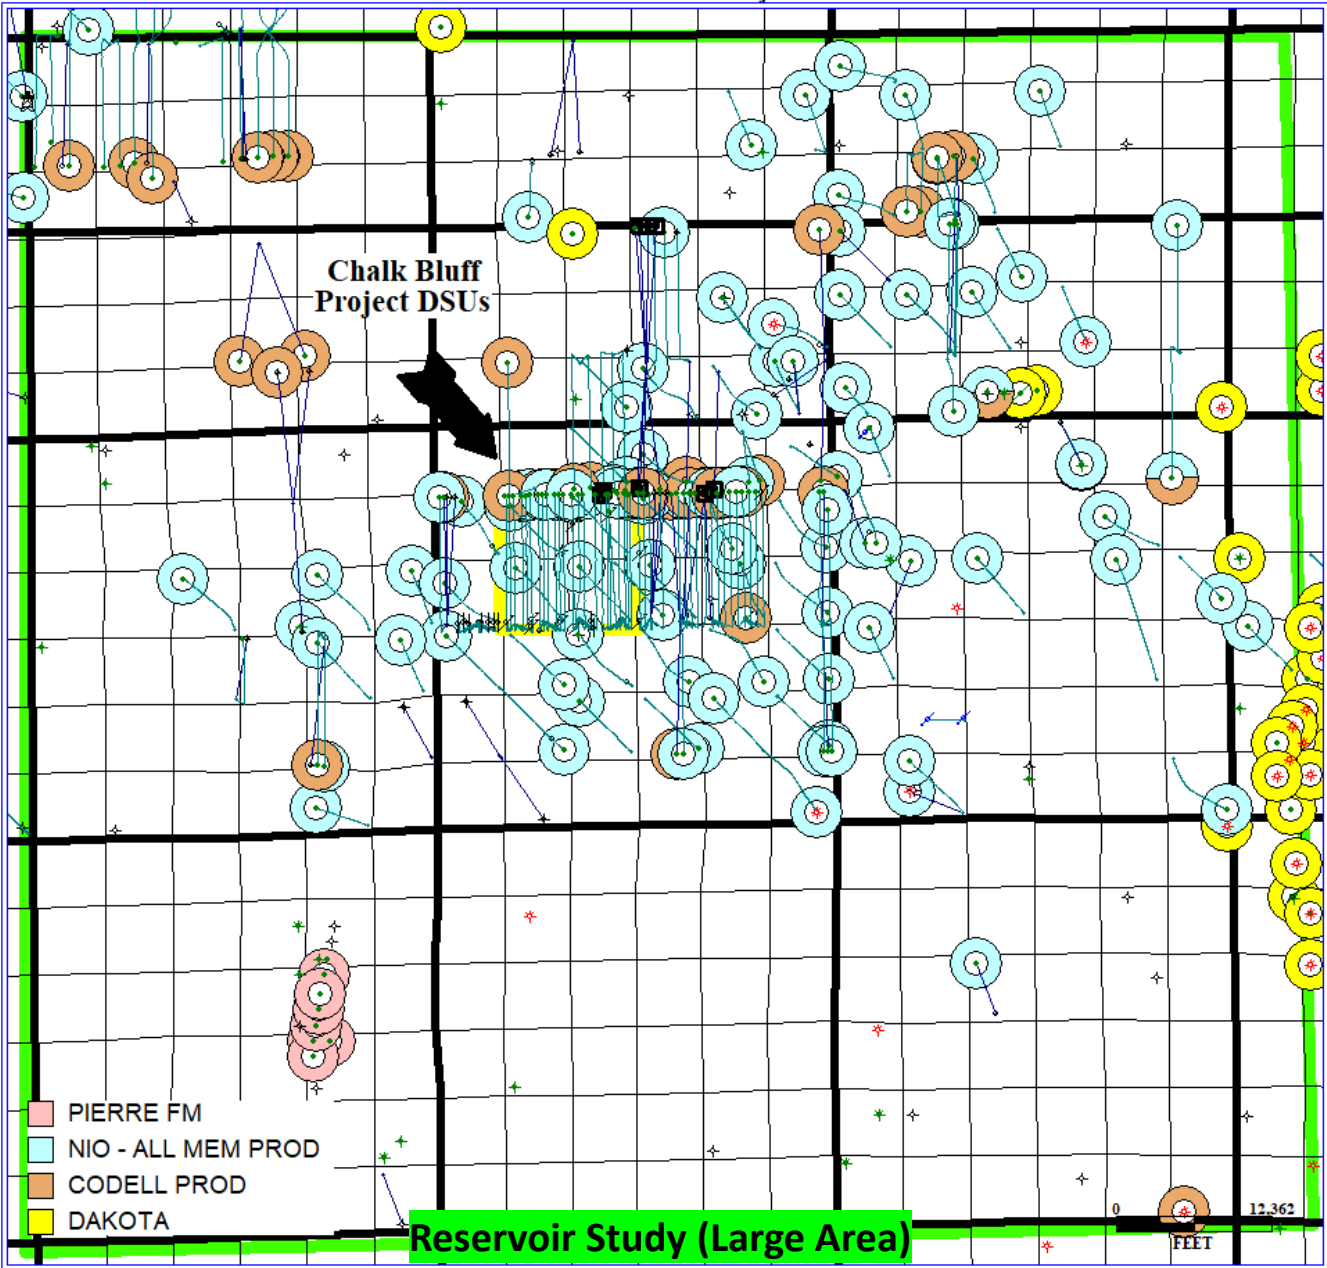 Chalk Bluff
Project DSUs
PIERRE FM
NIO - ALL MEM PROD
CODELL PROD
DAKOTA
0 12,362
FEET
Reservoir Study (Large Area)